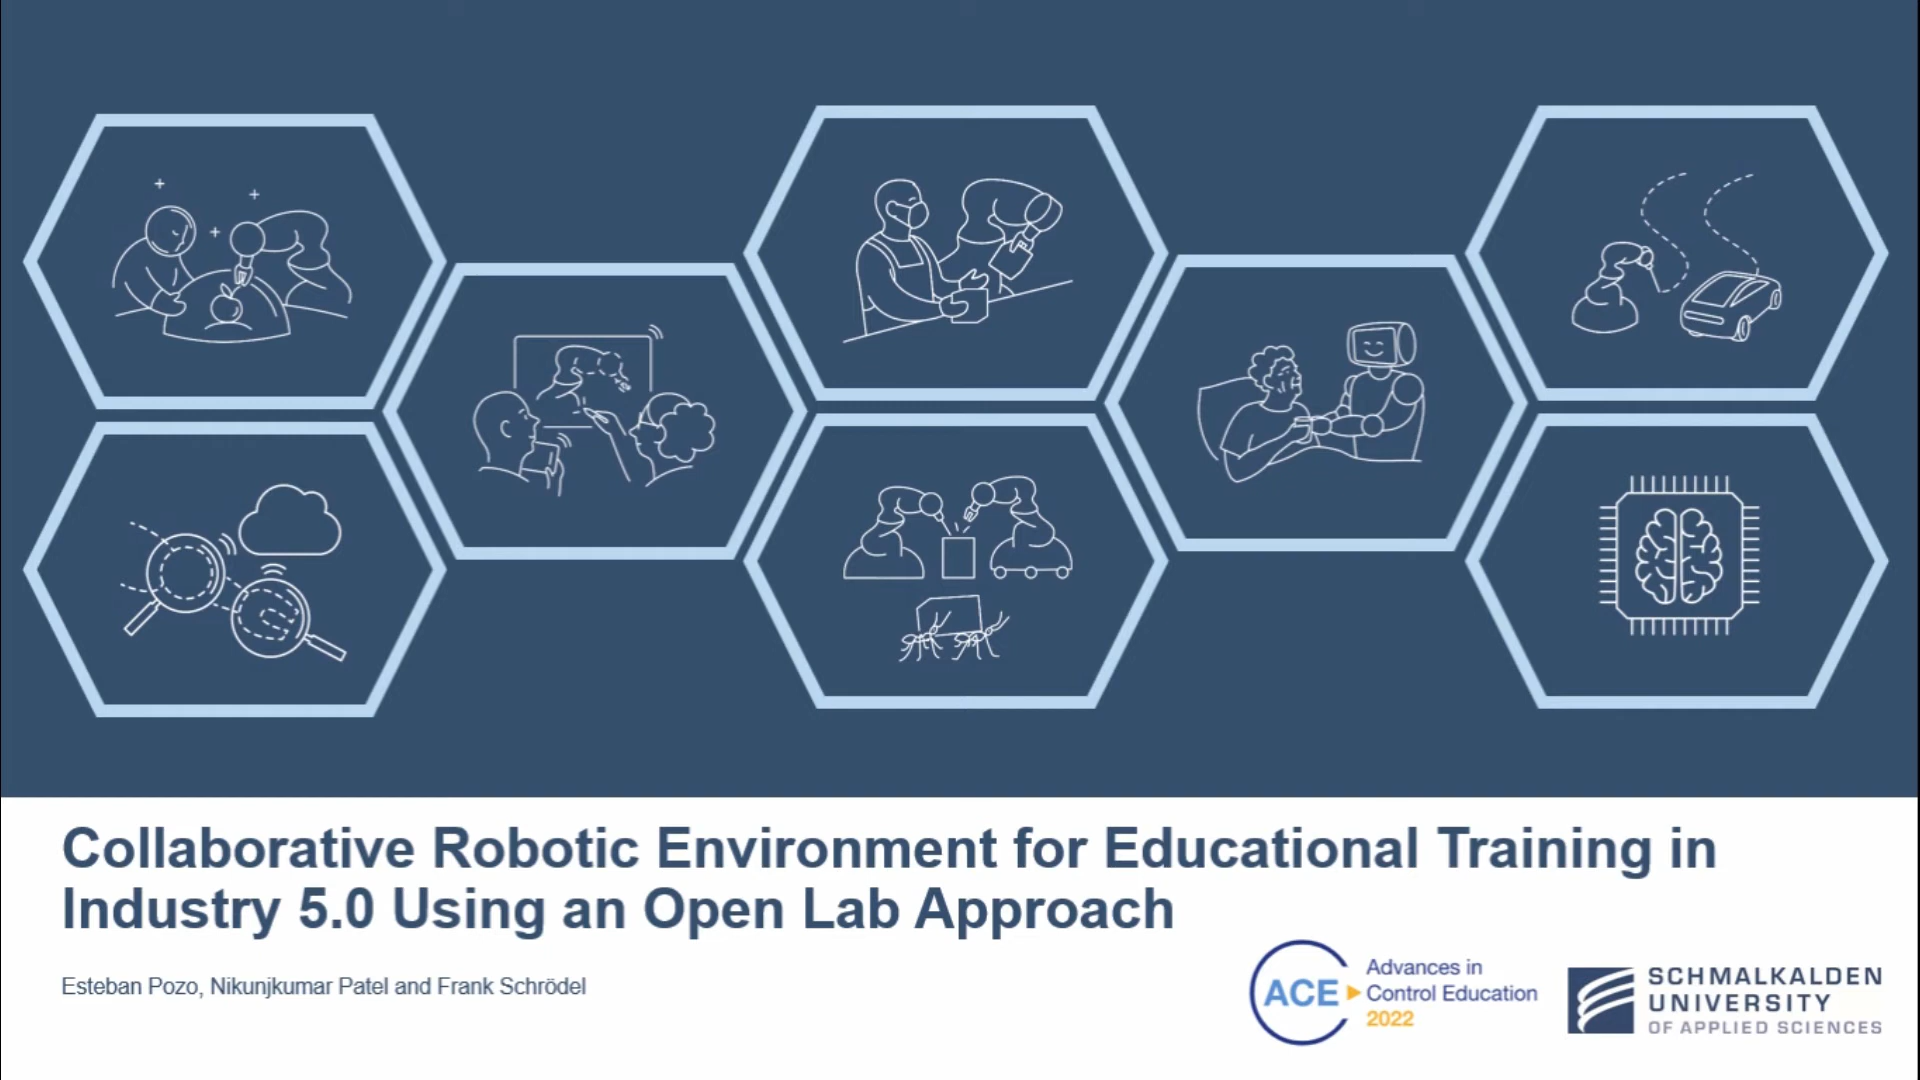 Collaborative Robotic Environment for Educational Training in
Industry 5.0 Using an Open Lab Approach
Esteban Pozo, Nikunjkumar Patel and Frank Schrödel
ACE
Advances in
Control Education
2022
SCHMALKALDEN
UNIVERSITY
OF APPLIED SCIENCES